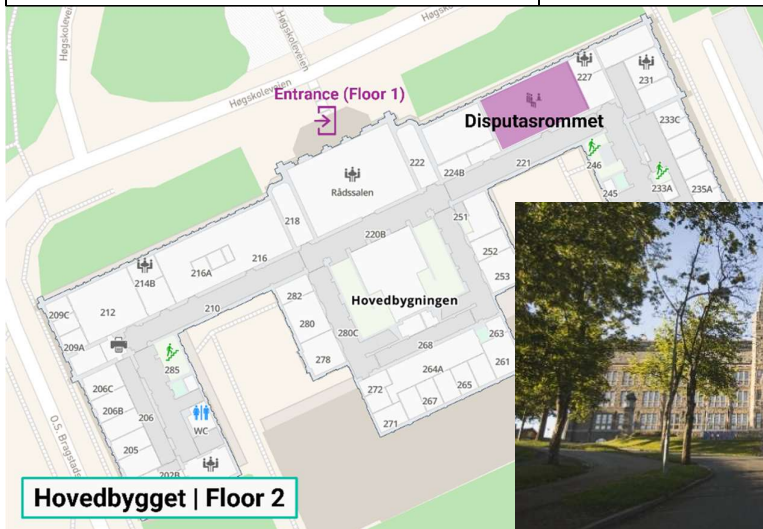 Høgskoleveien
Høgskoleveien
Høgskoleveien
Høgskoleveien
Entrance (Floor 1)
Disputasrommet
227
231
233C
222
224B
221
246
245
233A
235A
Rådssalen
218
220B
251
252
253
216
216A
214B
212
210
209C
209A
Hovedbygningen
282
280
278
280C
268
263
264A
261
265
267
272
271
285
206C
206B
206
205
202B
WC
O.S. Bragstads
Hovedbygget | Floor 2